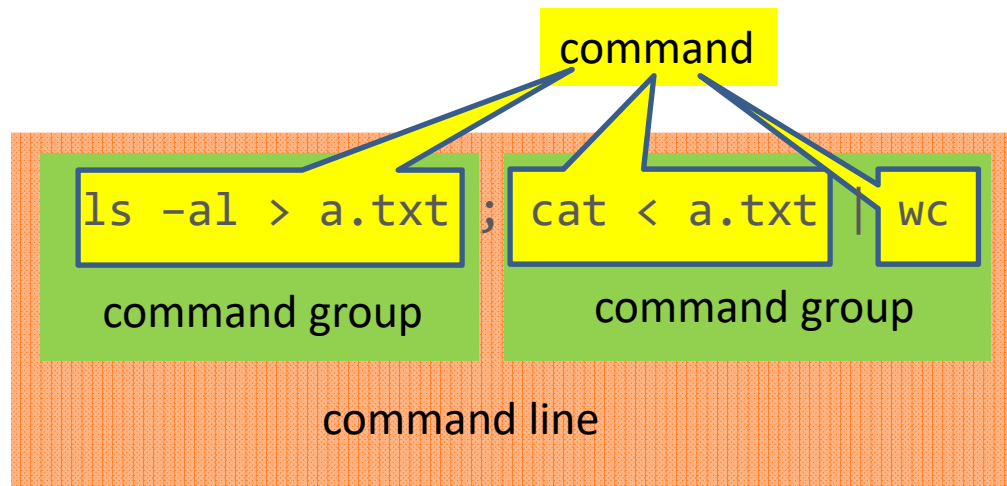 command
ls –al > a.txt ; cat < a.txt | wc
command group command group
command line